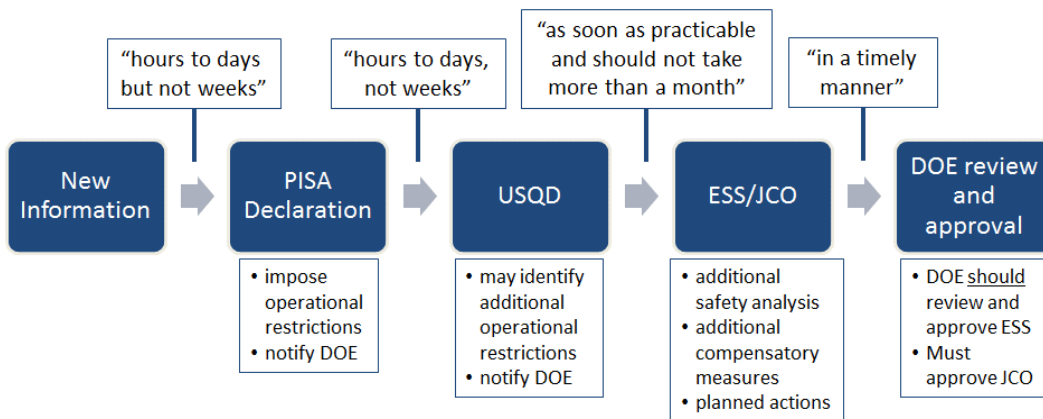 “hours to days
but not weeks”
“hours to days,
not weeks”
“as soon as practicable
and should not take
more than a month”
“in a timely
manner”
New
Information
PISA
Declaration
USQD
ESS/JCO
DOE review
and
approval
• impose
operational
restrictions
• notify DOE
• may identify
additional
operational
restrictions
• notify DOE
• additional
safety analysis
• additional
compensatory
measures
• planned actions
• DOE should
review and
approve ESS
• Must
approve JCO